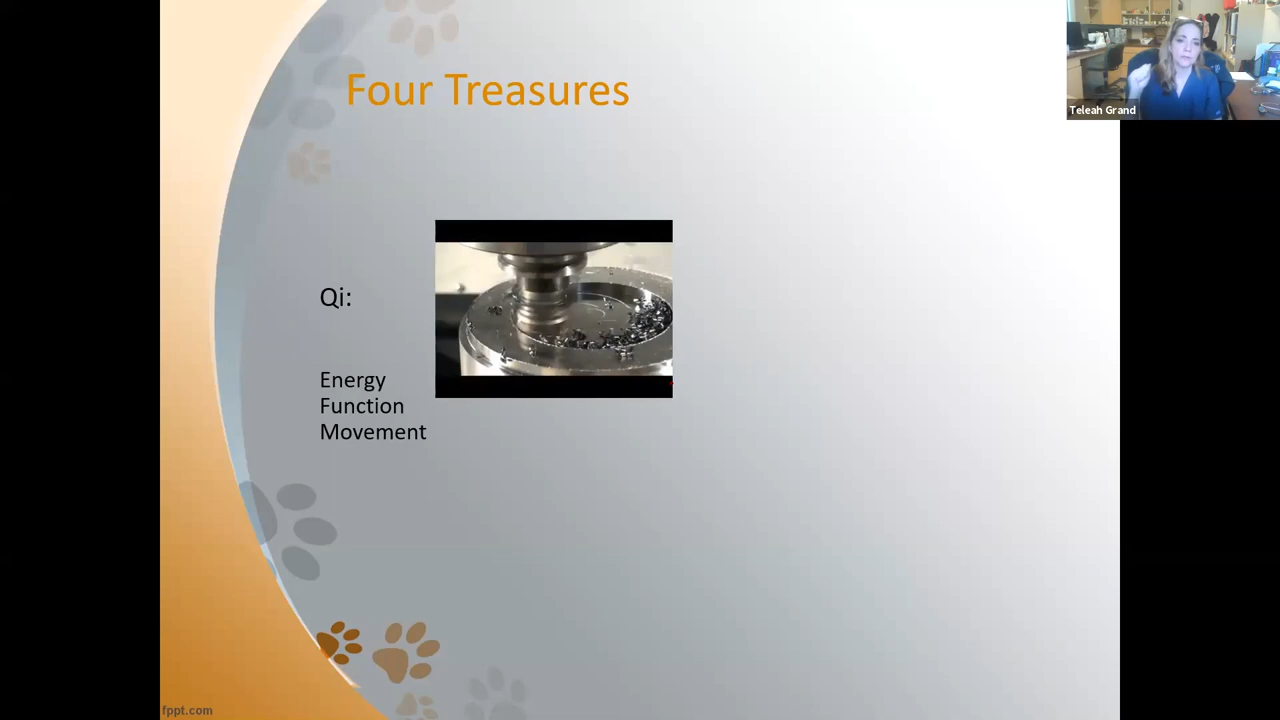 Four Treasures
Teleah Grand
Qi:
Energy
Function
Movement
fppt.com